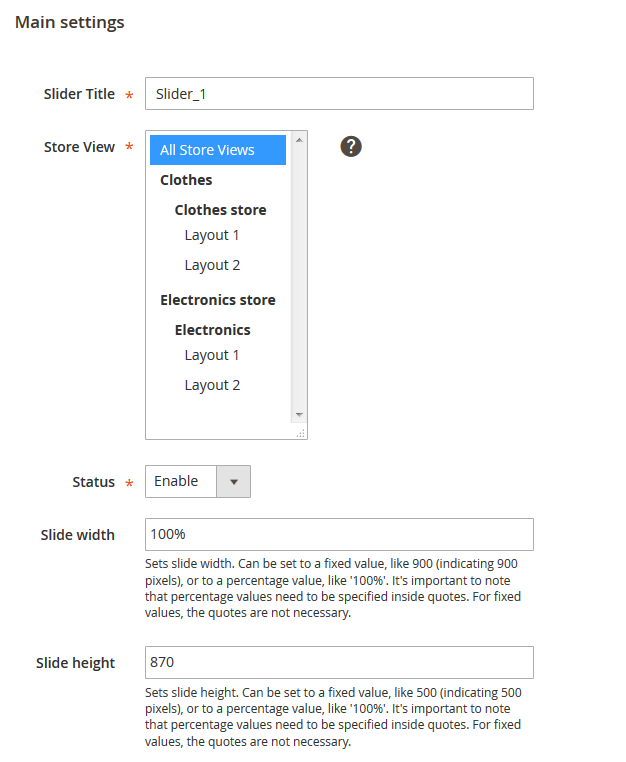 Main settings
Slider Title * Slider_1
Store View * All Store Views ?
Clothes
Clothes store
Layout 1
Layout 2
Electronics store
Electronics
Layout 1
Layout 2
Status * Enable
Slide width 100%
Sets slide width. Can be set to a fixed value, like 900 (indicating 900
pixels), or to a percentage value, like '100%'. It's important to note
that percentage values need to be specified inside quotes. For fixed
values, the quotes are not necessary.
Slide height 870
Sets slide height. Can be set to a fixed value, like 500 (indicating 500
pixels), or to a percentage value, like '100%'. It's important to note
that percentage values need to be specified inside quotes. For fixed
values, the quotes are not necessary.